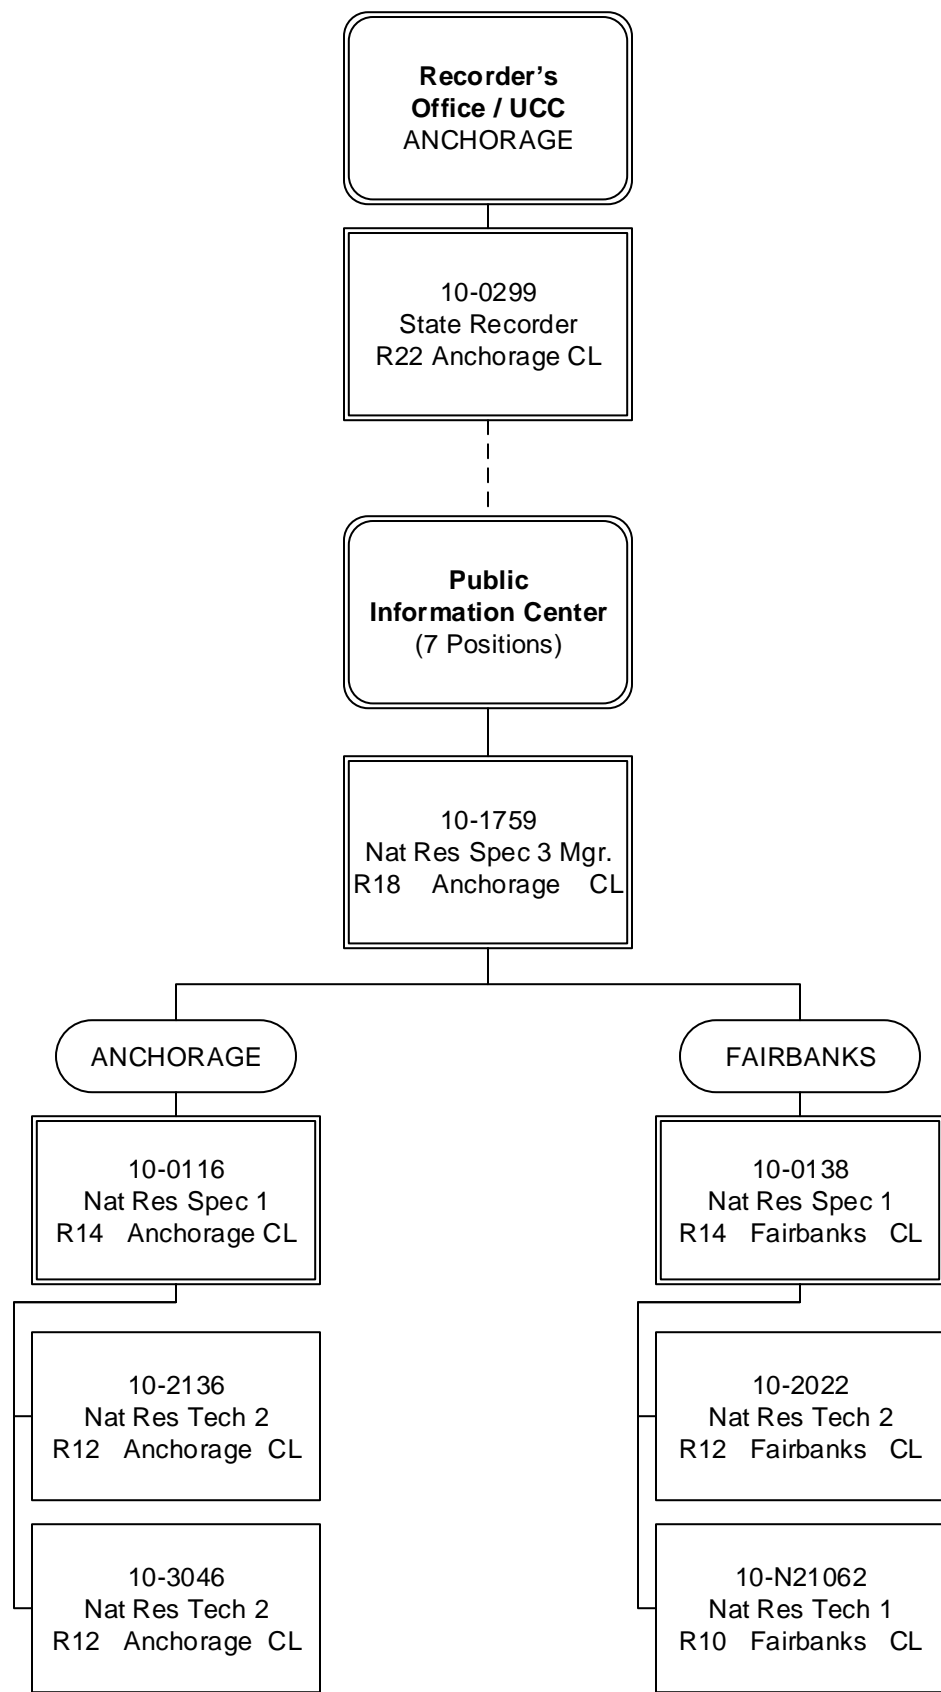 Recorder's
Office / UCC
ANCHORAGE
10-0299
State Recorder
R22 Anchorage CL
Public
Information Center
(7 Positions)
10-1759
Nat Res Spec 3 Mgr.
R18 Anchorage CL
ANCHORAGE
10-0116
Nat Res Spec 1
R14 Anchorage CL
10-2136
Nat Res Tech 2
R12 Anchorage CL
10-3046
Nat Res Tech 2
R12 Anchorage CL
FAIRBANKS
10-0138
Nat Res Spec 1
R14 Fairbanks CL
10-2022
Nat Res Tech 2
R12 Fairbanks CL
10-N21062
Nat Res Tech 1
R10 Fairbanks CL